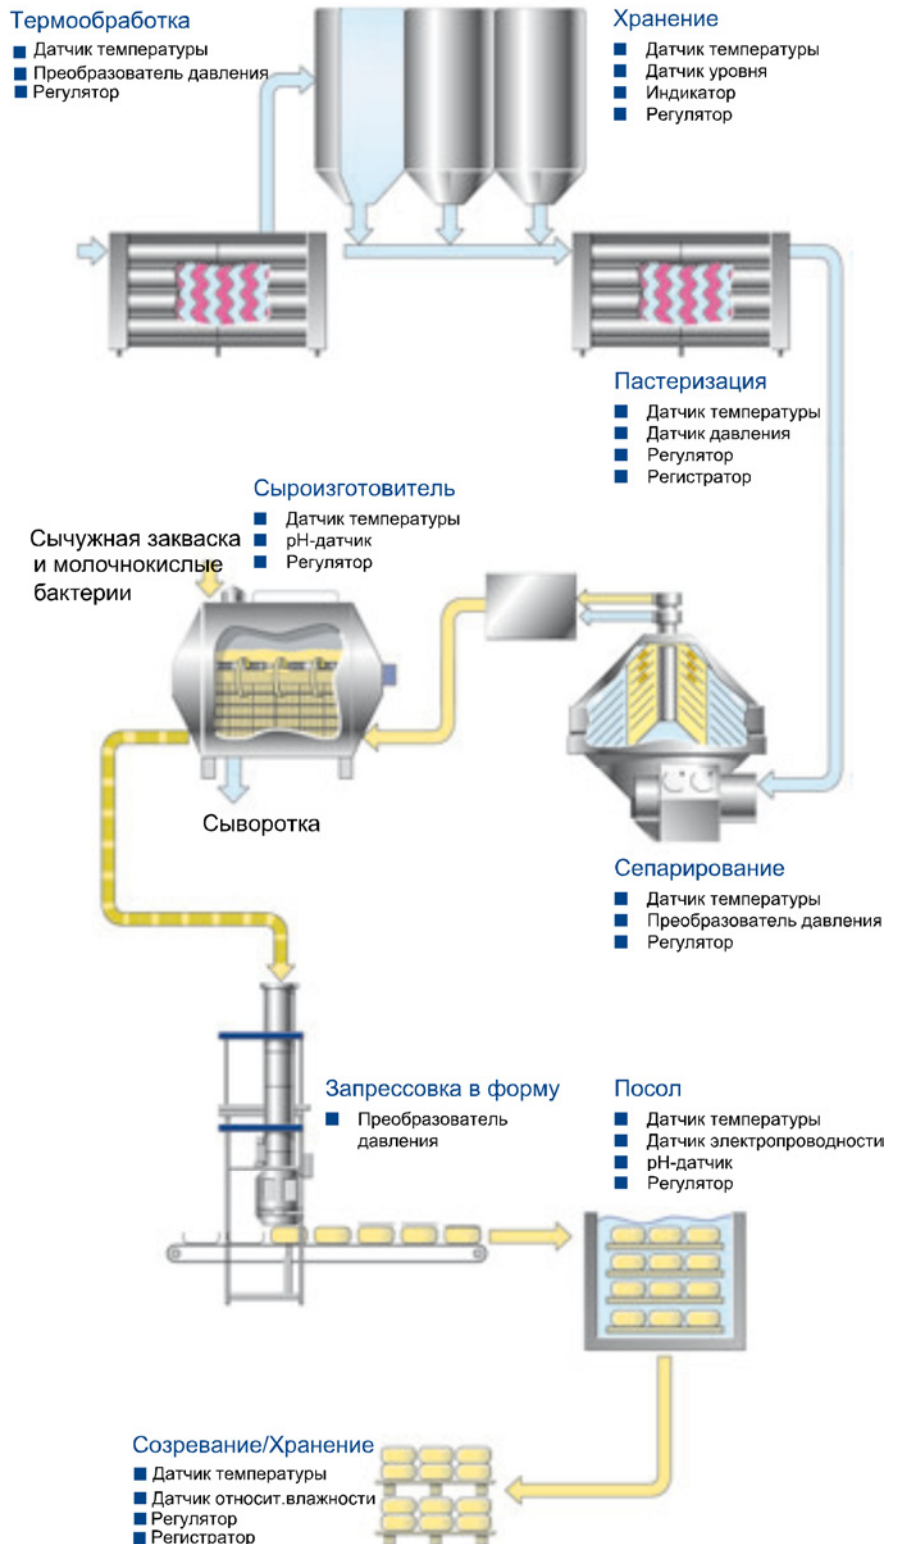 Термообработка
Датчик температуры
Преобразователь давления
Регулятор
Хранение
Датчик температуры
Датчик уровня
Индикатор
Регулятор
Пастеризация
Датчик температуры
Датчик давления
Регулятор
Регистратор
Сыроизготовитель
Датчик температуры
pH-датчик
Регулятор
Сычужная закваска
и молочнокислые
бактерии
Сыворотка
Сепарирование
Датчик температуры
Преобразователь давления
Регулятор
Запрессовка в форму
Преобразователь
давления
Посол
Датчик температуры
Датчик электропроводности
pH-датчик
Регулятор
Созревание/Хранение
Датчик температуры
Датчик относит.влажности
Регулятор
Регистратор